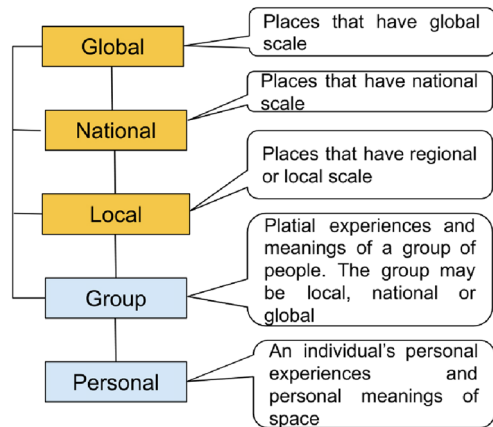 Global
Places that have global
scale
National
Places that have national
scale
Local
Places that have regional
or local scale
Group
Platial experiences and
meanings of a group of
people. The group may
be local, national or
global
Personal
An individual's personal
experiences and
personal meanings of
space